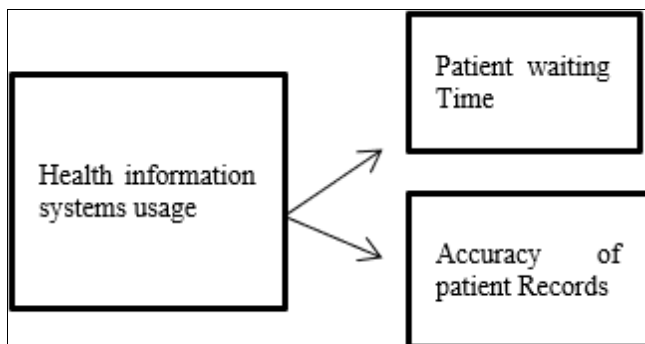 Health information
systems usage
Patient waiting
Time
Accuracy of
patient Records